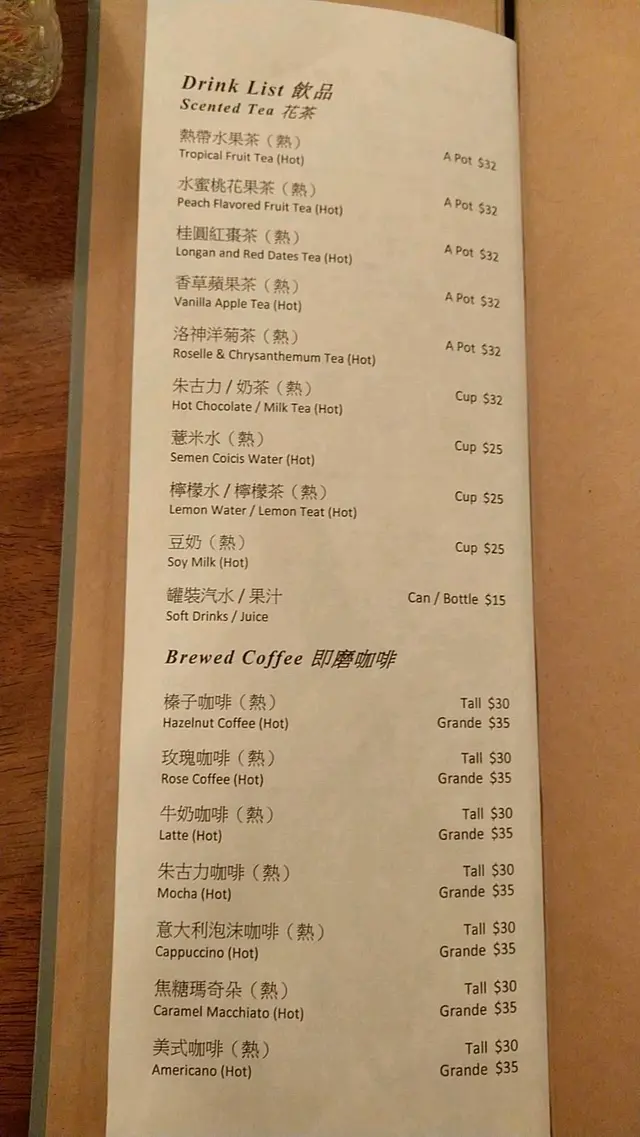 Drink List 飲品
Scented Tea 花茶
熱帶水果茶（熱）
Tropical Fruit Tea (Hot)
A Pot $32
水蜜桃花果茶（熱）
Peach Flavored Fruit Tea (Hot)
A Pot $32
桂圓紅棗茶（熱）
Longan and Red Dates Tea (Hot)
A Pot $32
香草蘋果茶（熱）
Vanilla Apple Tea (Hot)
A Pot $32
洛神洋菊茶（熱）
Roselle & Chrysanthemum Tea (Hot)
A Pot $32
朱古力 / 奶茶（熱）
Hot Chocolate / Milk Tea (Hot)
Cup $32
薏米水（熱）
Semen Coicis Water (Hot)
Cup $25
檸檬水 / 檸檬茶（熱）
Lemon Water / Lemon Teat (Hot)
Cup $25
豆奶（熱）
Soy Milk (Hot)
Cup $25
罐裝汽水 / 果汁
Soft Drinks / Juice
Can / Bottle $15
Brewed Coffee 即磨咖啡
榛子咖啡（熱）
Hazelnut Coffee (Hot)
Tall $30
Grande $35
玫瑰咖啡（熱）
Rose Coffee (Hot)
Tall $30
Grande $35
牛奶咖啡（熱）
Latte (Hot)
Tall $30
Grande $35
朱古力咖啡（熱）
Mocha (Hot)
Tall $30
Grande $35
意大利泡沫咖啡（熱）
Cappuccino (Hot)
Tall $30
Grande $35
焦糖瑪奇朵（熱）
Caramel Macchiato (Hot)
Tall $30
Grande $35
美式咖啡（熱）
Americano (Hot)
Tall $30
Grande $35